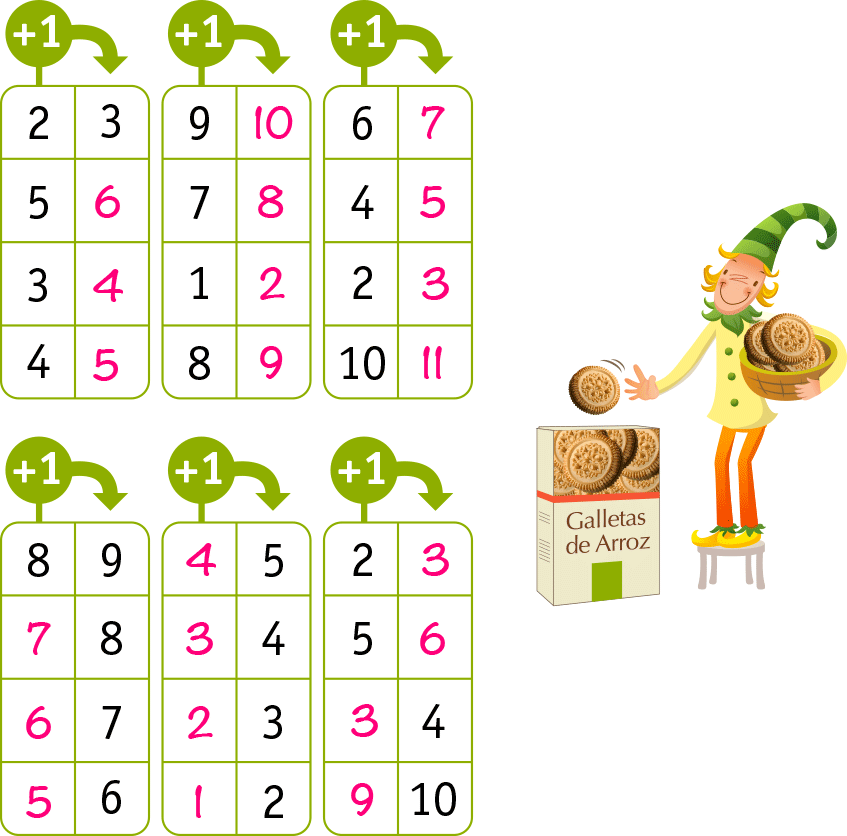 +1 +1 +1
2 3 9 10 6 7
5 6 7 8 4 5
3 4 1 2 2 3
4 5 8 9 10 11
+1 +1 +1
8 9 4 5 2 3
7 8 3 4 5 6
6 7 2 3 3 4
5 6 1 2 9 10
Galletas
de Arroz